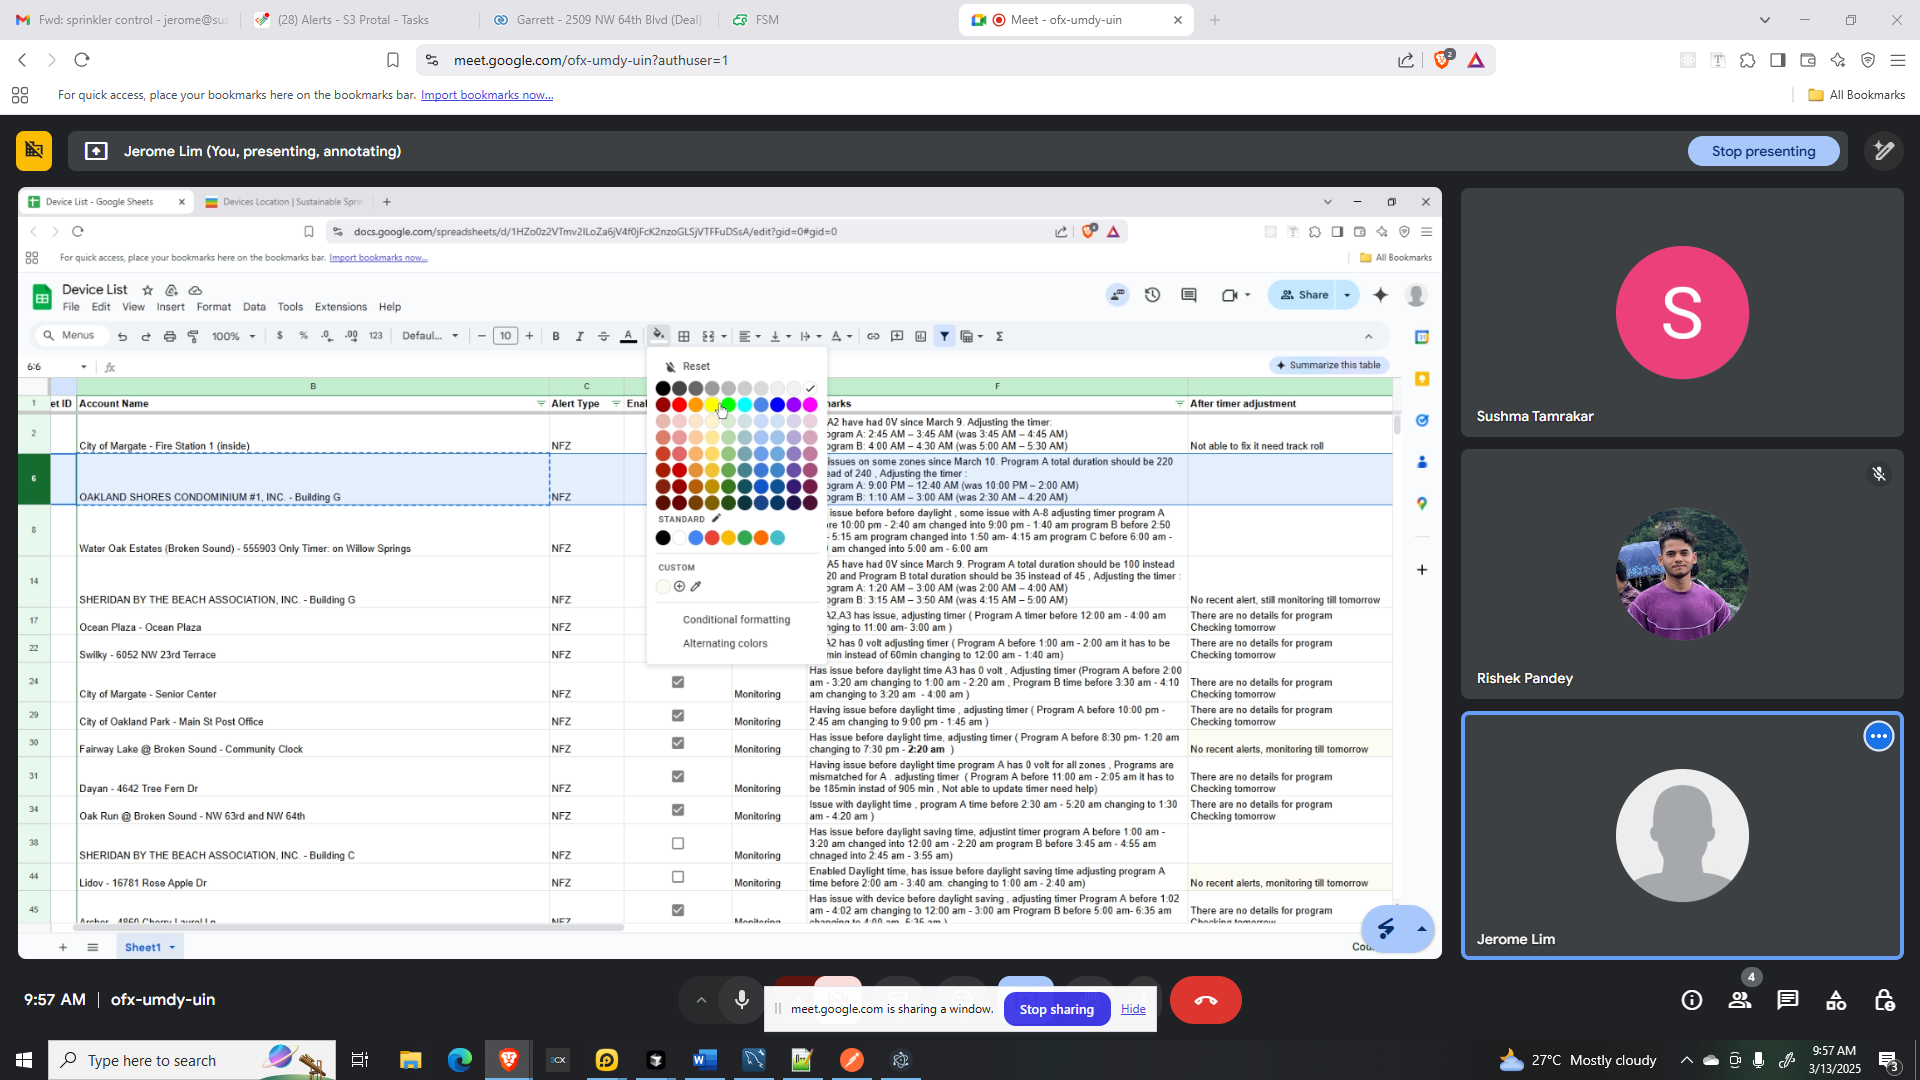 Fwd: sprinkler control - jerome@sus
(28) Alerts - S3 Protal - Tasks
Garrett - 2509 NW 64th Blvd (Deal)
FSM
Meet - ofx-umdy-uin
meet.google.com/ofx-umdy-uin?authuser=1
2
For quick access, place your bookmarks here on the bookmarks bar. Import bookmarks now...
All Bookmarks
Jerome Lim (You, presenting, annotating)
Stop presenting
Device List - Google Sheets
Devices Location | Sustainable Sprin
docs.google.com/spreadsheets/d/1HZo0z2VTmv2ILoZa6jV4f0jFcK2nzoGLSjVTFFuDSsA/edit?gid=0#gid=0
For quick access, place your bookmarks here on the bookmarks bar. Import bookmarks now...
All Bookmarks
Device List
File Edit View Insert Format Data Tools Extensions Help
Share
Menus
100%
$ % .0 .00 123
Defaul...
10
B I A
6:6
Summarize this table
Reset
B C F
1 et ID Account Name Alert Type Enal
arks After timer adjustment
2 City of Margate - Fire Station 1 (inside) NFZ
A2 have had 0V since March 9. Adjusting the timer:
ogram A: 2:45 AM – 3:45 AM (was 3:45 AM – 4:45 AM)
ogram B: 4:00 AM – 4:30 AM (was 5:00 AM – 5:30 AM)
Not able to fix it need track roll
6 OAKLAND SHORES CONDOMINIUM #1, INC. - Building G NFZ
issues on some zones since March 10. Program A total duration should be 220
ead of 240 , Adjusting the timer :
ogram A: 9:00 PM – 12:40 AM (was 10:00 PM – 2:00 AM)
ogram B: 1:10 AM – 3:00 AM (was 2:30 AM – 4:20 AM)
8 Water Oak Estates (Broken Sound) - 555903 Only Timer: on Willow Springs NFZ
issue before before daylight , some issue with A-8 adjusting timer program A
re 10:00 pm - 2:40 am changed into 9:00 pm - 1:40 am program B before 2:50
- 5:15 am program changed into 1:50 am- 4:15 am program C before 6:00 am -
am changed into 5:00 am - 6:00 am
14 SHERIDAN BY THE BEACH ASSOCIATION, INC. - Building G NFZ
A5 have had 0V since March 9. Program A total duration should be 100 instead
20 and Program B total duration should be 35 instead of 45 , Adjusting the timer :
ogram A: 1:20 AM – 3:00 AM (was 2:00 AM – 4:00 AM)
ogram B: 3:15 AM – 3:50 AM (was 4:15 AM – 5:00 AM)
No recent alert, still monitoring till tomorrow
17 Ocean Plaza - Ocean Plaza NFZ
A2,A3 has issue, adjusting timer ( Program A timer before 12:00 am - 4:00 am
nging to 11:00 am- 3:00 am )
There are no details for program
Checking tomorrow
22 Swilky - 6052 NW 23rd Terrace NFZ
A2 has 0 volt adjusting timer ( Program A before 1:00 am - 2:00 am it has to be
min instead of 60min changing to 12:00 am - 1:40 am)
There are no details for program
Checking tomorrow
24 City of Margate - Senior Center NFZ Monitoring
Has issue before daylight time A3 has 0 volt , Adjusting timer (Program A before 2:00
am - 3:20 am changing to 1:00 am - 2:20 am , Program B time before 3:30 am - 4:10
am changing to 3:20 am - 4:00 am )
There are no details for program
Checking tomorrow
29 City of Oakland Park - Main St Post Office NFZ Monitoring
Having issue before daylight time , adjusting timer ( Program A before 10:00 pm -
2:45 am changing to 9:00 pm - 1:45 am )
There are no details for program
Checking tomorrow
30 Fairway Lake @ Broken Sound - Community Clock NFZ Monitoring
Has issue before daylight time, adjusting timer ( Program A before 8:30 pm- 1:20 am
changing to 7:30 pm - 2:20 am )
No recent alerts, monitoring till tomorrow
31 Dayan - 4642 Tree Fern Dr NFZ Monitoring
Having issue before daylight time program A has 0 volt for all zones , Programs are
mismatched for A . adjusting timer ( Program A before 11:00 am - 2:05 am it has to
be 185min instad of 905 min , Not able to update timer need help)
There are no details for program
Checking tomorrow
34 Oak Run @ Broken Sound - NW 63rd and NW 64th NFZ Monitoring
Issue with daylight time , program A time before 2:30 am - 5:20 am changing to 1:30
am - 4:20 am )
There are no details for program
Checking tomorrow
38 SHERIDAN BY THE BEACH ASSOCIATION, INC. - Building C NFZ Monitoring
Has issue before daylight saving time, adjustint timer program A before 1:00 am -
3:20 am changed into 12:00 am - 2:20 am program B before 3:45 am - 4:55 am
chnaged into 2:45 am - 3:55 am)
44 Lidov - 16781 Rose Apple Dr NFZ Monitoring
Enabled Daylight time, has issue before daylight saving time adjusting program A
time before 2:00 am - 3:40 am. changing to 1:00 am - 2:40 am)
No recent alerts, monitoring till tomorrow
45 Archer - 4860 Cherry Laurel Ln NFZ Monitoring
Has issue with device before daylight saving , adjusting timer Program A before 1:02
am - 4:02 am changing to 12:00 am - 3:00 am Program B before 5:00 am- 6:35 am
changing to 4:00 am- 5:35 am )
There are no details for program
Checking tomorrow
STANDARD
CUSTOM
Conditional formatting
Alternating colors
Sheet1
Cou
S
Sushma Tamrakar
Rishek Pandey
Jerome Lim
9:57 AM | ofx-umdy-uin
meet.google.com is sharing a window.
Stop sharing
Hide
4
Type here to search
27°C Mostly cloudy
9:57 AM
3/13/2025
3